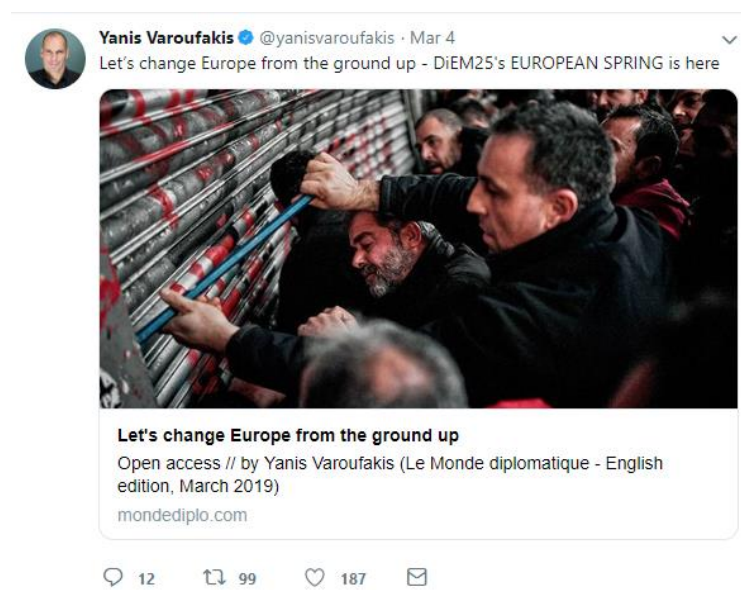 Yanis Varoufakis @yanisvaroufakis · Mar 4
Let's change Europe from the ground up - DiEM25's EUROPEAN SPRING is here
Let's change Europe from the ground up
Open access // by Yanis Varoufakis (Le Monde diplomatique - English
edition, March 2019)
mondediplo.com
12 99 187